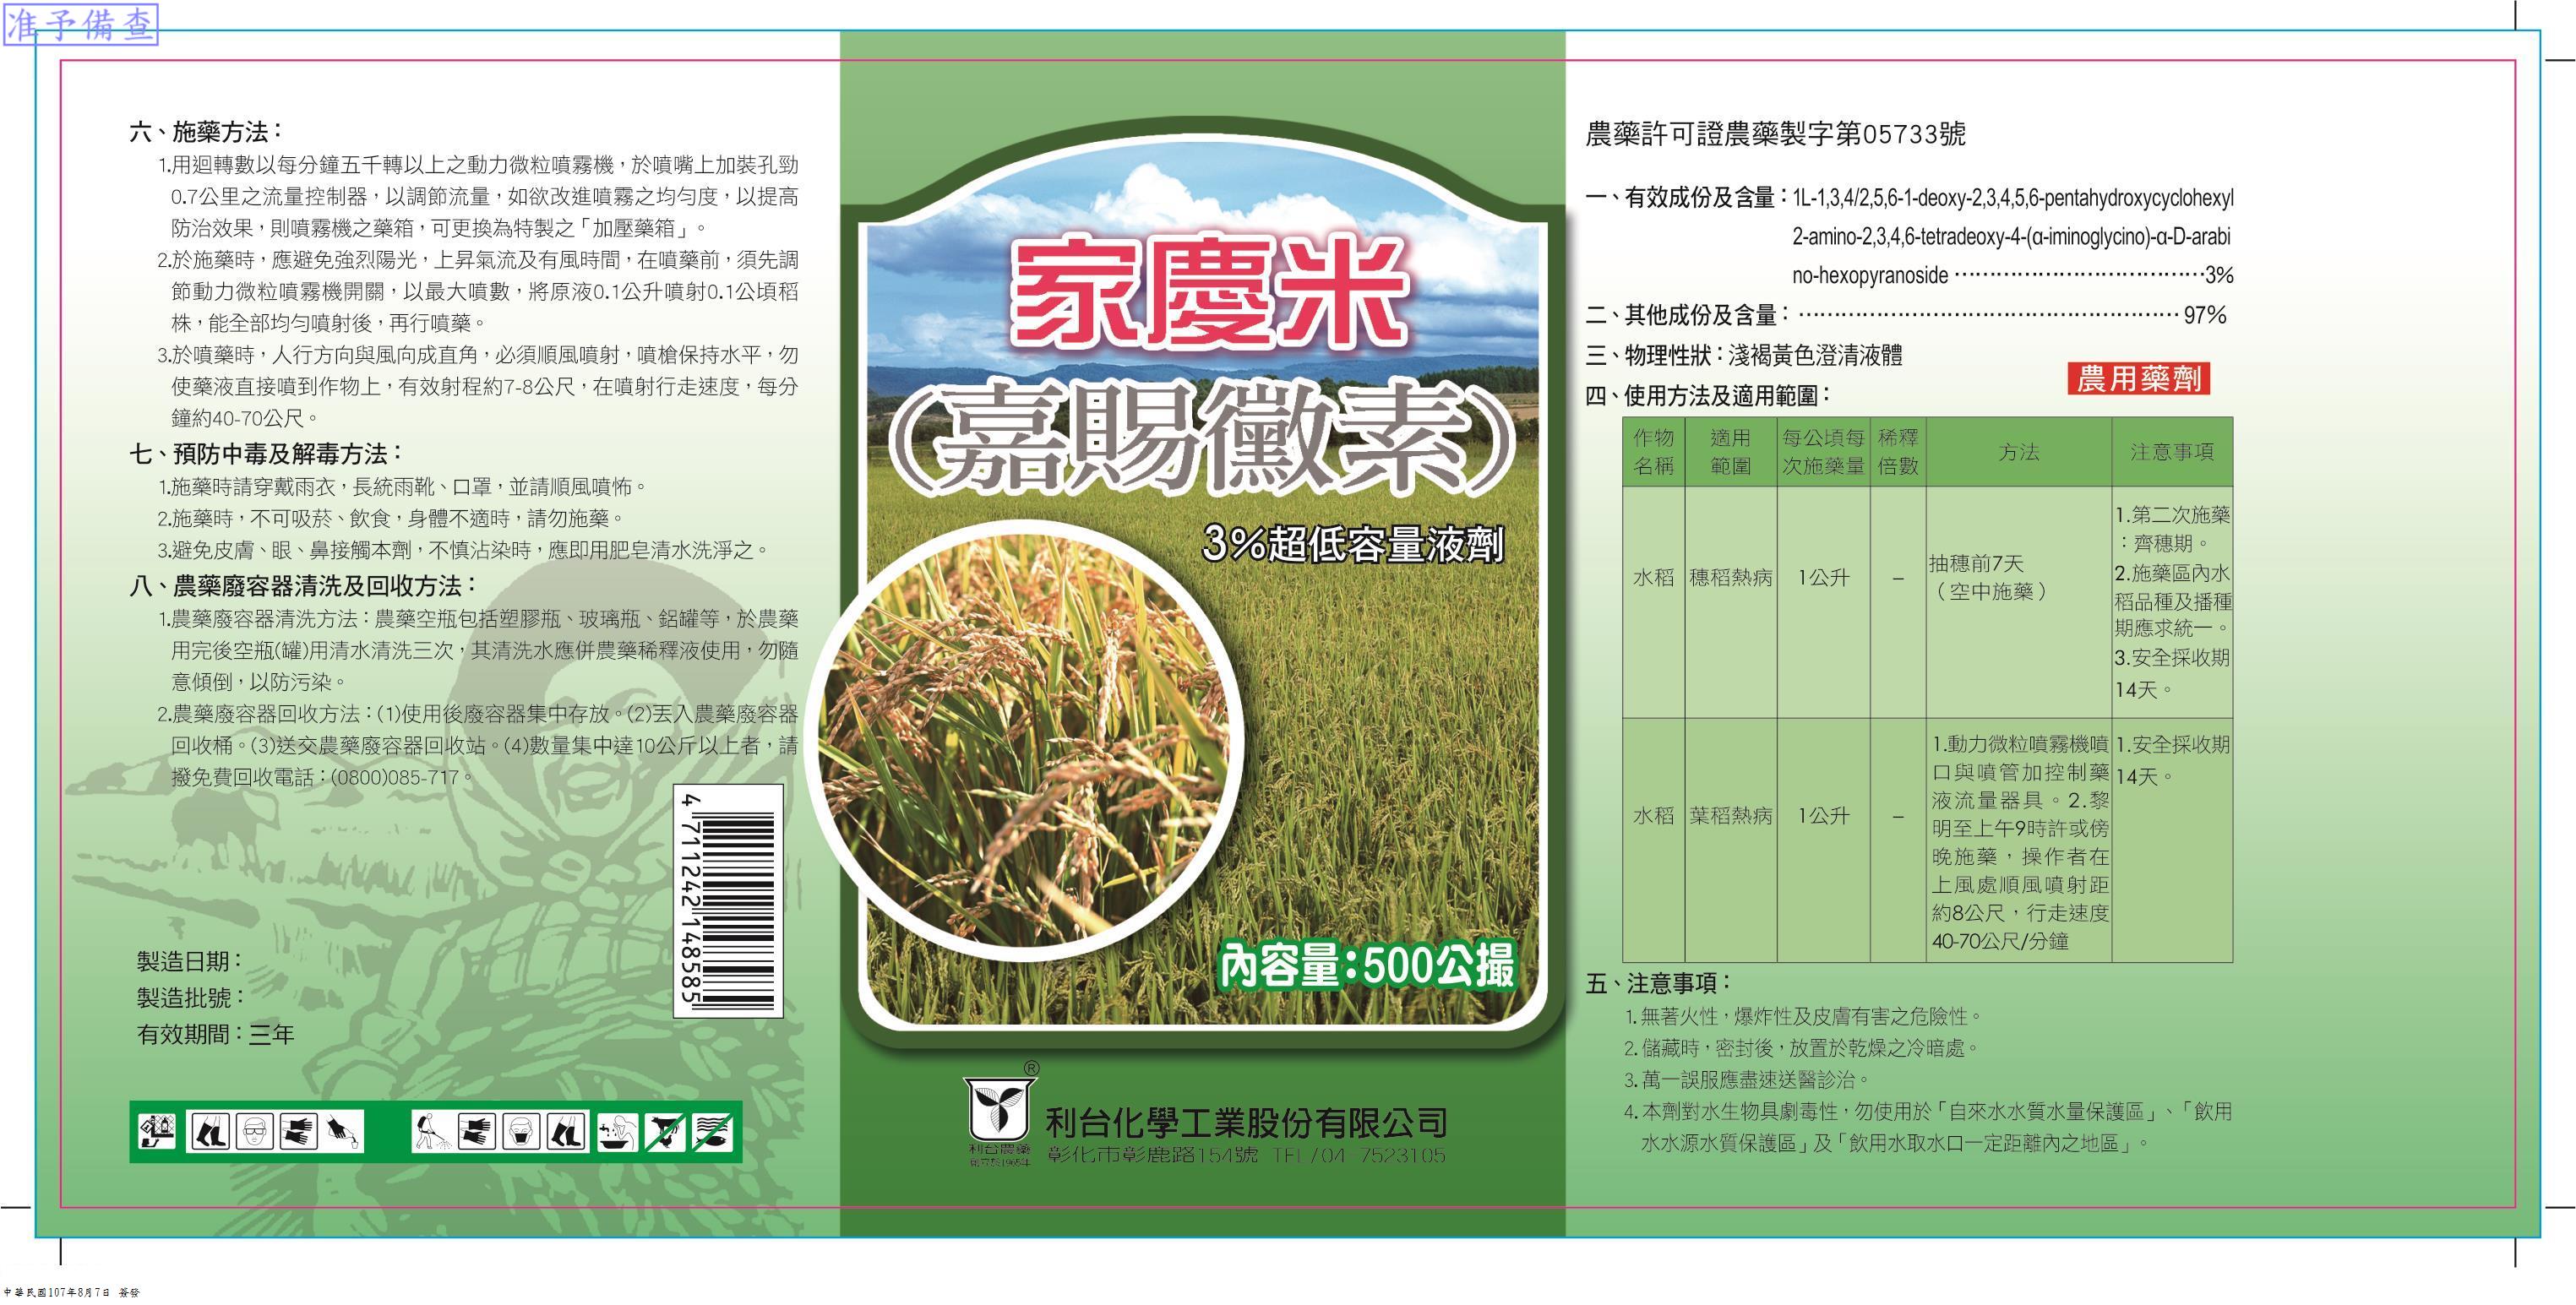 准予備查
六、施藥方法：
1.用迴轉數以每分鐘五千轉以上之動力微粒噴霧機，於噴嘴上加裝孔勁
0.7公里之流量控制器，以調節流量，如欲改進噴霧之均勻度，以提高
防治效果，則噴霧機之藥箱，可更換為特製之「加壓藥箱」。
2.於施藥時，應避免強烈陽光，上昇氣流及有風時間，在噴藥前，須先調
節動力微粒噴霧機開關，以最大噴數，將原液0.1公升噴射0.1公頃稻
株，能全部均勻噴射後，再行噴藥。
3.於噴藥時，人行方向與風向成直角，必須順風噴射，噴槍保持水平，勿
使藥液直接噴到作物上，有效射程約7-8公尺，在噴射行走速度，每分
鐘約40-70公尺。
七、預防中毒及解毒方法：
1.施藥時請穿戴雨衣，長統雨靴、口罩，並請順風噴怖。
2.施藥時，不可吸菸、飲食，身體不適時，請勿施藥。
3.避免皮膚、眼、鼻接觸本劑，不慎沾染時，應即用肥皂清水洗淨之。
八、農藥廢容器清洗及回收方法：
1.農藥廢容器清洗方法：農藥空瓶包括塑膠瓶、玻璃瓶、鋁罐等，於農藥
用完後空瓶(罐)用清水清洗三次，其清洗水應併農藥稀釋液使用，勿隨
意傾倒，以防污染。
2.農藥廢容器回收方法：(1)使用後廢容器集中存放。(2)丟入農藥廢容器
回收桶。(3)送交農藥廢容器回收站。(4)數量集中達10公斤以上者，請
撥免費回收電話：(0800)085-717。
4 711242 148585
製造日期：
製造批號：
有效期間：三年
家慶米
（嘉賜黴素）
3%超低容量液劑
內容量：500公撮
®
利台農藥
創立於1965年
利台化學工業股份有限公司
彰化市彰鹿路154號 TEL/04-7523105
農藥許可證農藥製字第05733號
一、有效成份及含量：1L-1,3,4/2,5,6-1-deoxy-2,3,4,5,6-pentahydroxycyclohexyl
2-amino-2,3,4,6-tetradeoxy-4-(α-iminoglycino)-α-D-arabi
no-hexopyranoside ⋯⋯⋯⋯⋯⋯⋯⋯⋯⋯⋯⋯3%
二、其他成份及含量：⋯⋯⋯⋯⋯⋯⋯⋯⋯⋯⋯⋯⋯⋯ 97%
三、物理性狀：淺褐黃色澄清液體
農用藥劑
四、使用方法及適用範圍：
作物
名稱
適用
範圍
每公頃每
次施藥量
稀釋
倍數
方法
注意事項
水稻
穗稻熱病
1公升
–
抽穗前7天
（空中施藥）
1.第二次施藥
：齊穗期。
2.施藥區內水
稻品種及播種
期應求統一。
3.安全採收期
14天。
水稻
葉稻熱病
1公升
–
1.動力微粒噴霧機噴
口與噴管加控制藥
液流量器具。2.黎
明至上午9時許或傍
晚施藥，操作者在
上風處順風噴射距
約8公尺，行走速度
40-70公尺/分鐘
1.安全採收期
14天。
五、注意事項：
1.無著火性，爆炸性及皮膚有害之危險性。
2.儲藏時，密封後，放置於乾燥之冷暗處。
3.萬一誤服應盡速送醫診治。
4.本劑對水生物具劇毒性，勿使用於「自來水水質水量保護區」、「飲用
水水源水質保護區」及「飲用水取水口一定距離內之地區」。
中華民國107年8月7日 簽發